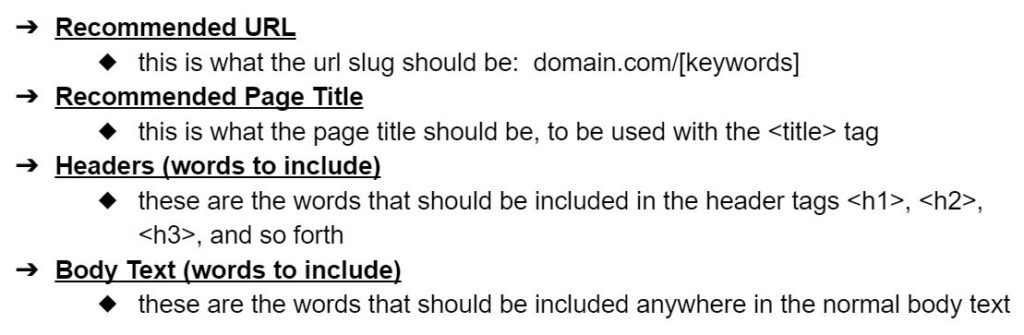 ➔ Recommended URL
◆ this is what the url slug should be:  domain.com/[keywords]
➔ Recommended Page Title
◆ this is what the page title should be, to be used with the <title> tag
➔ Headers (words to include)
◆ these are the words that should be included in the header tags <h1>, <h2>,
<h3>, and so forth
➔ Body Text (words to include)
◆ these are the words that should be included anywhere in the normal body text